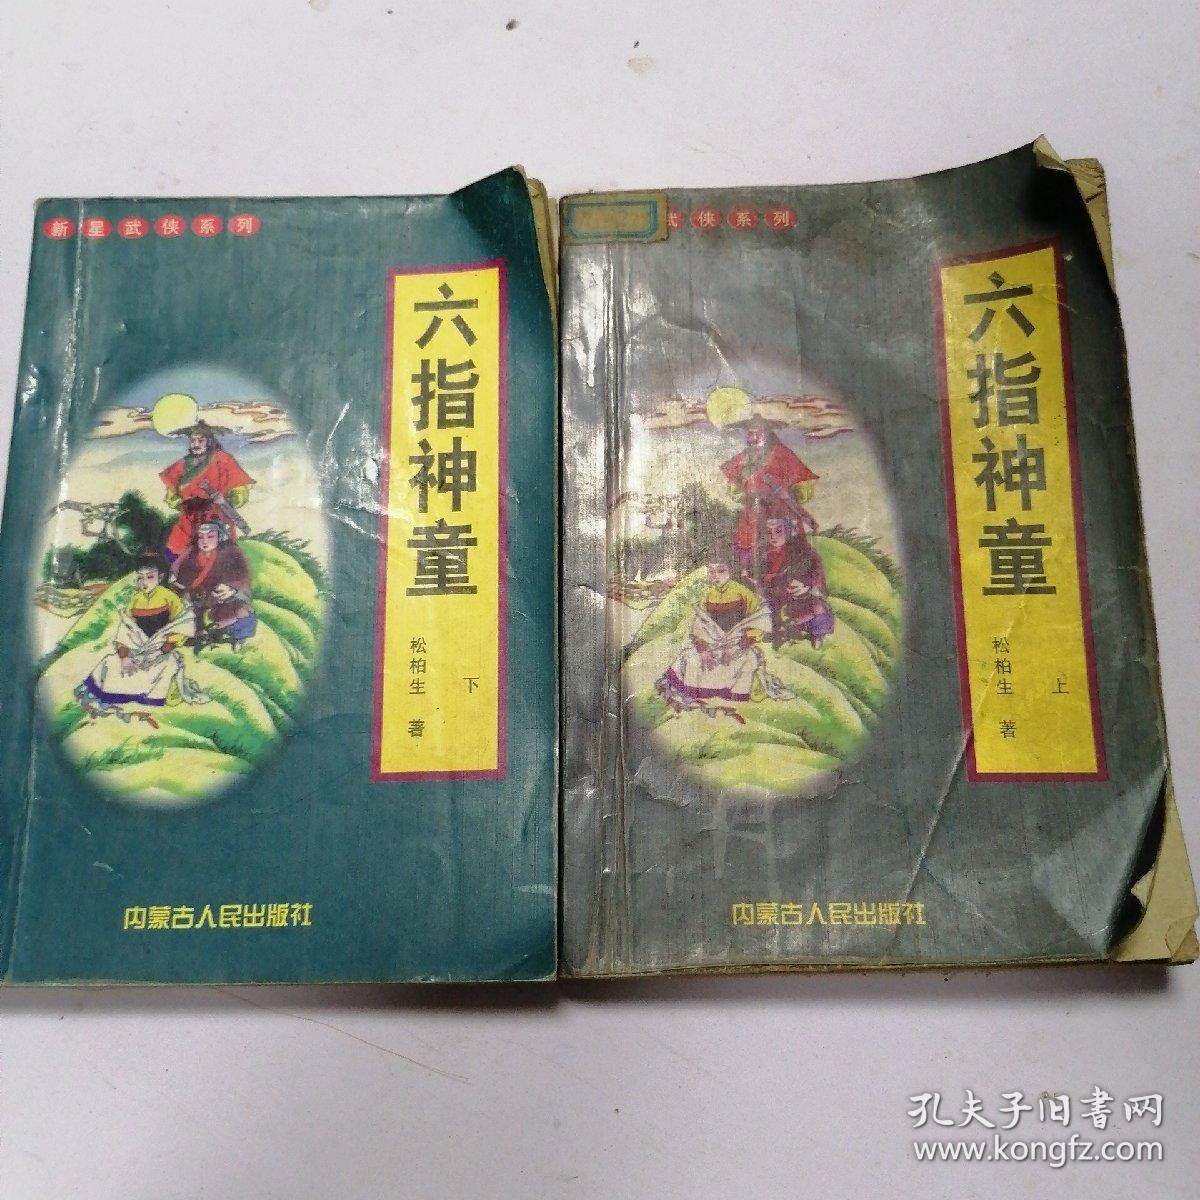 新星武侠系列
六指神童
松柏生 著
下
内蒙古人民出版社
武侠系列
六指神童
松柏生 著
上
内蒙古人民出版社
孔夫子旧书网
www.kongfz.com